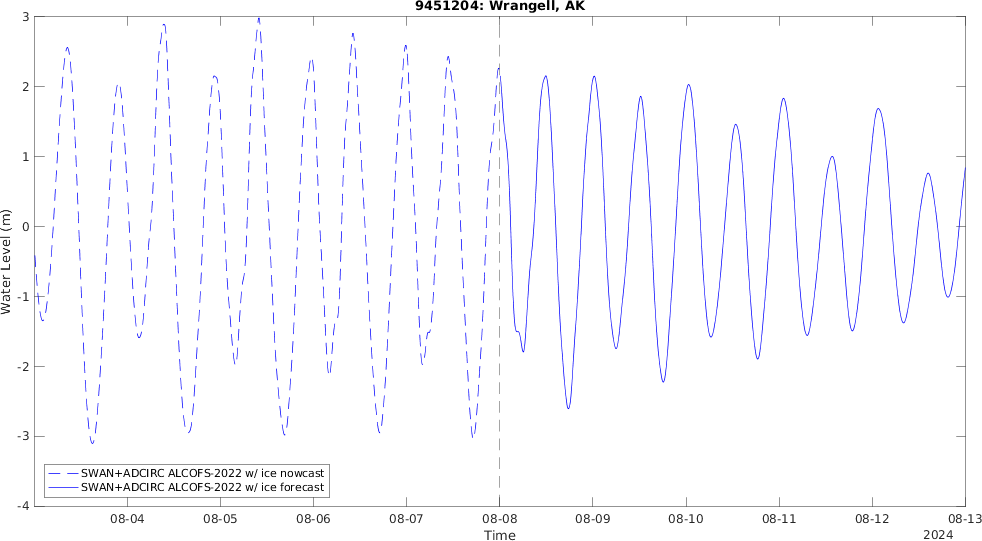 9451204: Wrangell, AK
3
2
1
0
-1
-2
-3
-4
Water Level (m)
SWAN+ADCIRC ALCOFS-2022 w/ ice nowcast
SWAN+ADCIRC ALCOFS-2022 w/ ice forecast
08-04 08-05 08-06 08-07 08-08 08-09 08-10 08-11 08-12 08-13
Time
2024